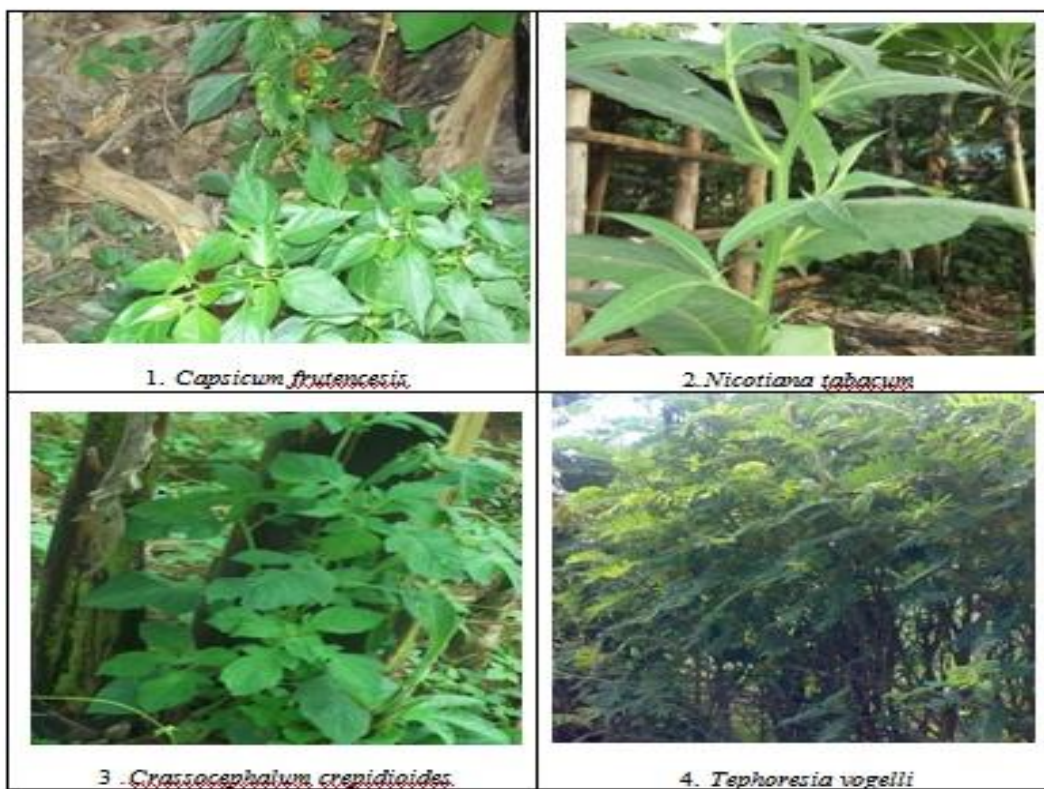 1. Capsicum frutencesis
2. Nicotiana tabacum
3 . Crassocephalum crepidioides
4. Tephoresia vogelli